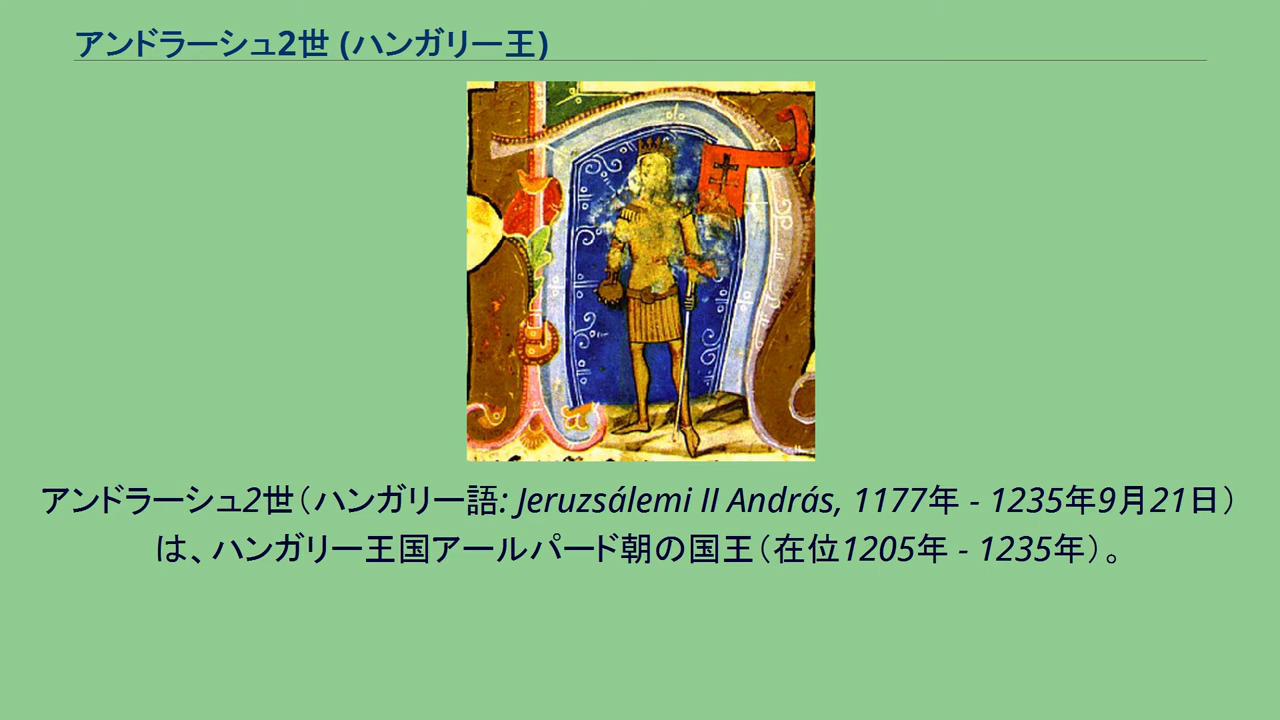 アンドラーシュ2世 (ハンガリー王)
アンドラーシュ2世（ハンガリー語: Jeruzsálemi II András, 1177年 - 1235年9月21日）
は、ハンガリー王国アールパード朝の国王（在位1205年 - 1235年）。